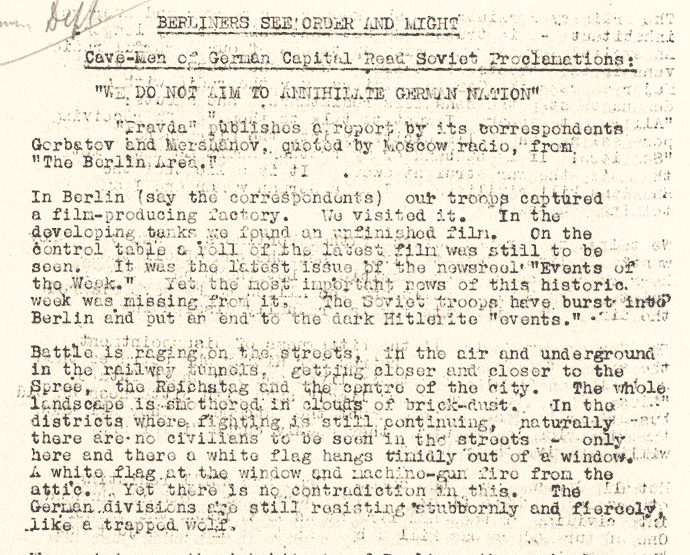 Deft
BERLINERS SEE ORDER AND MIGHT
Cave-Men of German Capital Read Soviet Proclamations:
"WE DO NOT AIM TO ANNIHILATE GERMAN NATION"
"Pravda" publishes a report by its correspondents
Gorbatov and Mershanov, quoted by Moscow radio, from
"The Berlin Area."
In Berlin (say the correspondents) our troops captured
a film-producing factory. We visited it. In the
developing tanks we found an unfinished film. On the
control table a roll of the latest film was still to be
seen. It was the latest issue of the newsreel "Events of
the Week." Yet the most important news of this historic
week was missing from it. The Soviet troops have burst into
Berlin and put an end to the dark Hitlerite "events."
Battle is raging on the streets, in the air and underground
in the railway tunnels, getting closer and closer to the
Spree, the Reichstag and the centre of the city. The whole
landscape is smothered in clouds of brick-dust. In the
districts where fighting is still continuing, naturally
there are no civilians to be seen in the streets - only
here and there a white flag hangs timidly out of a window.
A white flag at the window and machine-gun fire from the
attic. Yet there is no contradiction in this. The
German divisions are still resisting stubbornly and fiercely,
like a trapped wolf.